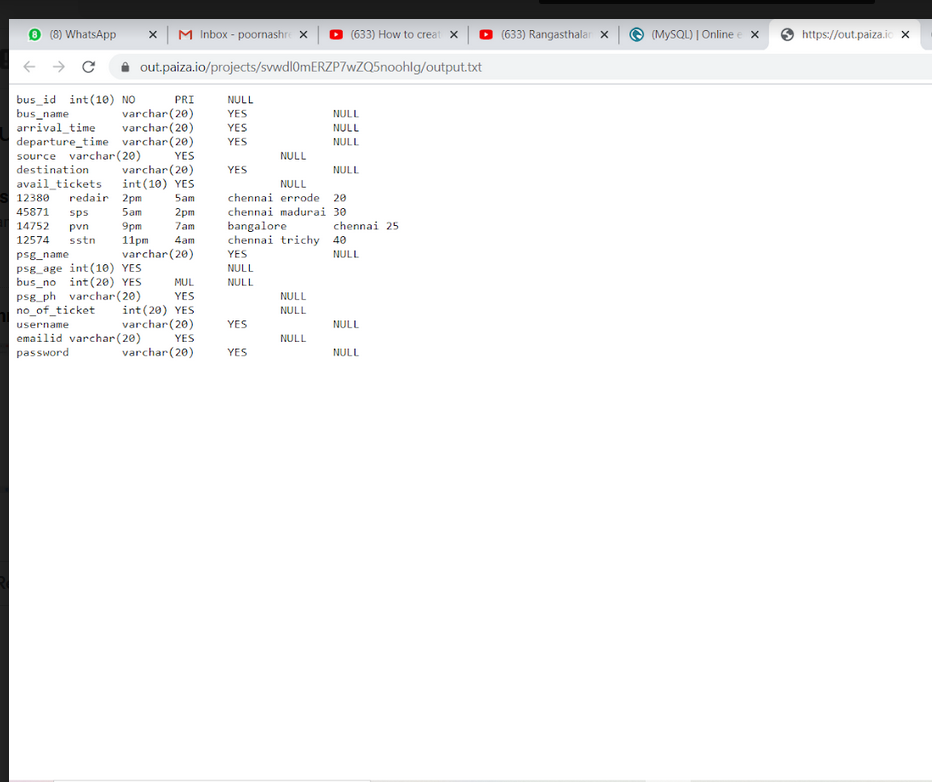 (8) WhatsApp
Inbox - poornashr
(633) How to creat
(633) Rangasthalan
(MySQL) | Online e
https://out.paiza.io
out.paiza.io/projects/svwdl0mERZP7wZQ5noohlg/output.txt
bus_id int(10) NO PRI NULL
bus_name varchar(20) YES NULL
arrival_time varchar(20) YES NULL
departure_time varchar(20) YES NULL
source varchar(20) YES NULL
destination varchar(20) YES NULL
avail_tickets int(10) YES NULL
12380 redair 2pm 5am chennai errode 20
45871 sps 5am 2pm chennai madurai 30
14752 pvn 9pm 7am bangalore chennai 25
12574 sstn 11pm 4am chennai trichy 40
psg_name varchar(20) YES NULL
psg_age int(10) YES NULL
bus_no int(20) YES MUL NULL
psg_ph varchar(20) YES NULL
no_of_ticket int(20) YES NULL
username varchar(20) YES NULL
emailid varchar(20) YES NULL
password varchar(20) YES NULL